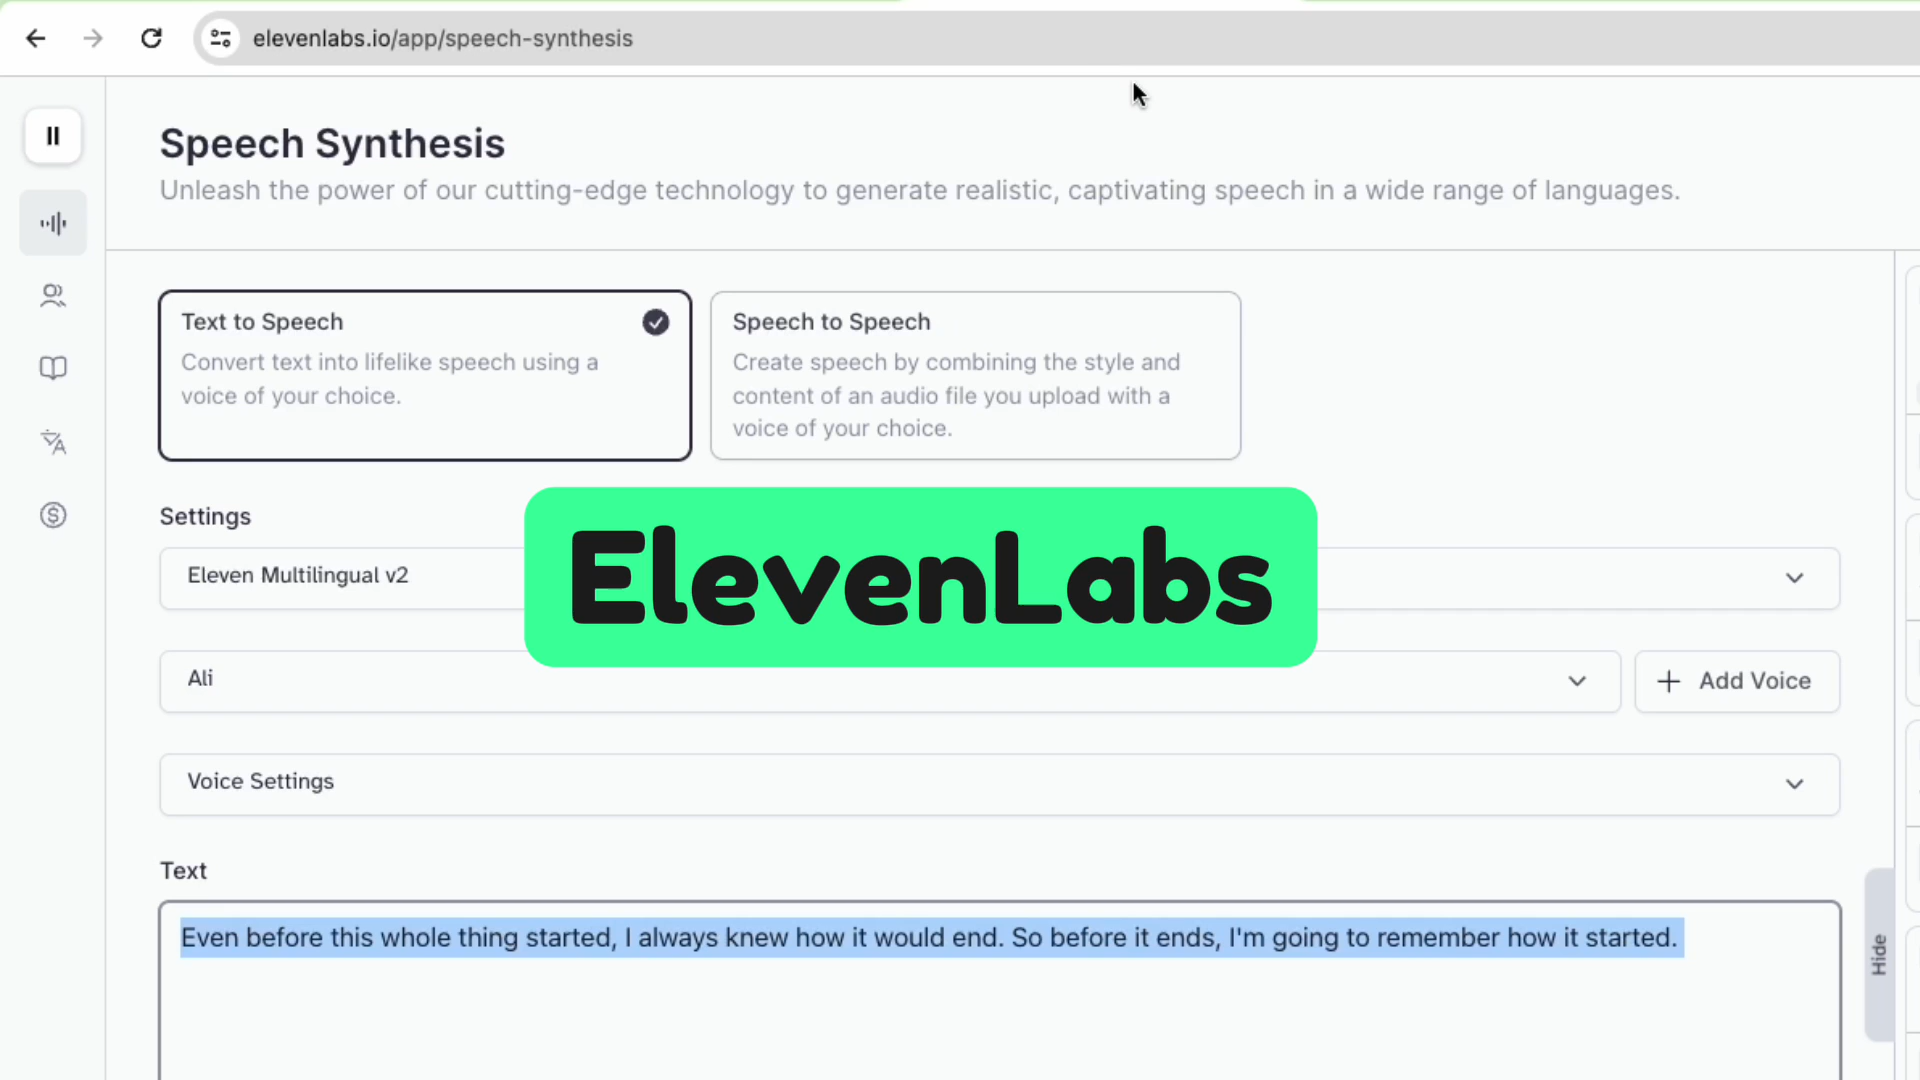 elevenlabs.io/app/speech-synthesis
Speech Synthesis
Unleash the power of our cutting-edge technology to generate realistic, captivating speech in a wide range of languages.
Text to Speech
Convert text into lifelike speech using a
voice of your choice.
Speech to Speech
Create speech by combining the style and
content of an audio file you upload with a
voice of your choice.
Settings
Eleven Multilingual v2
ElevenLabs
Ali
Add Voice
Voice Settings
Text
Even before this whole thing started, I always knew how it would end. So before it ends, I'm going to remember how it started.
Hide